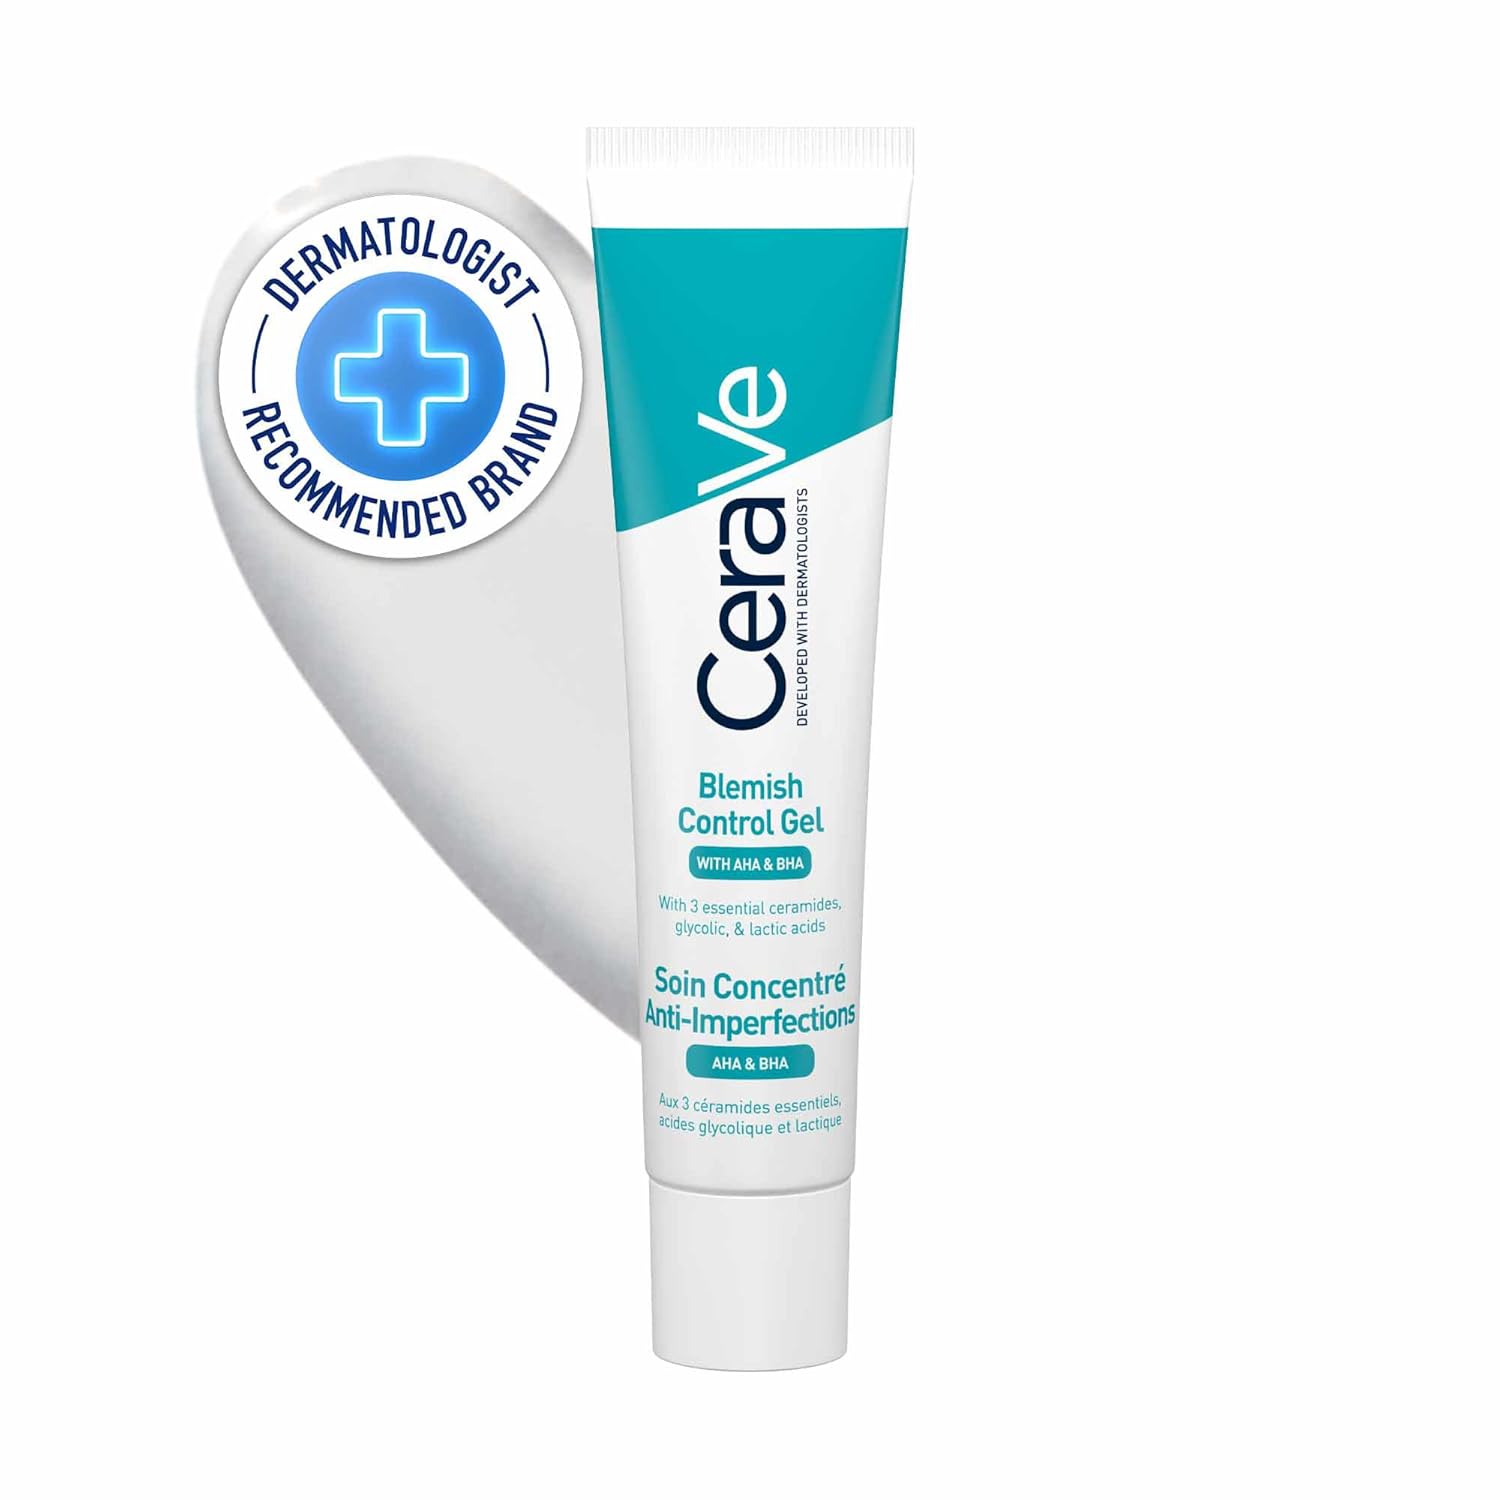 DERMATOLOGIST
RECOMMENDED BRAND
CeraVe
DEVELOPED WITH DERMATOLOGISTS
Blemish
Control Gel
WITH AHA & BHA
With 3 essential ceramides,
glycolic, & lactic acids
Soin Concentré
Anti-Imperfections
AHA & BHA
Aux 3 céramides essentiels,
acides glycolique et lactique